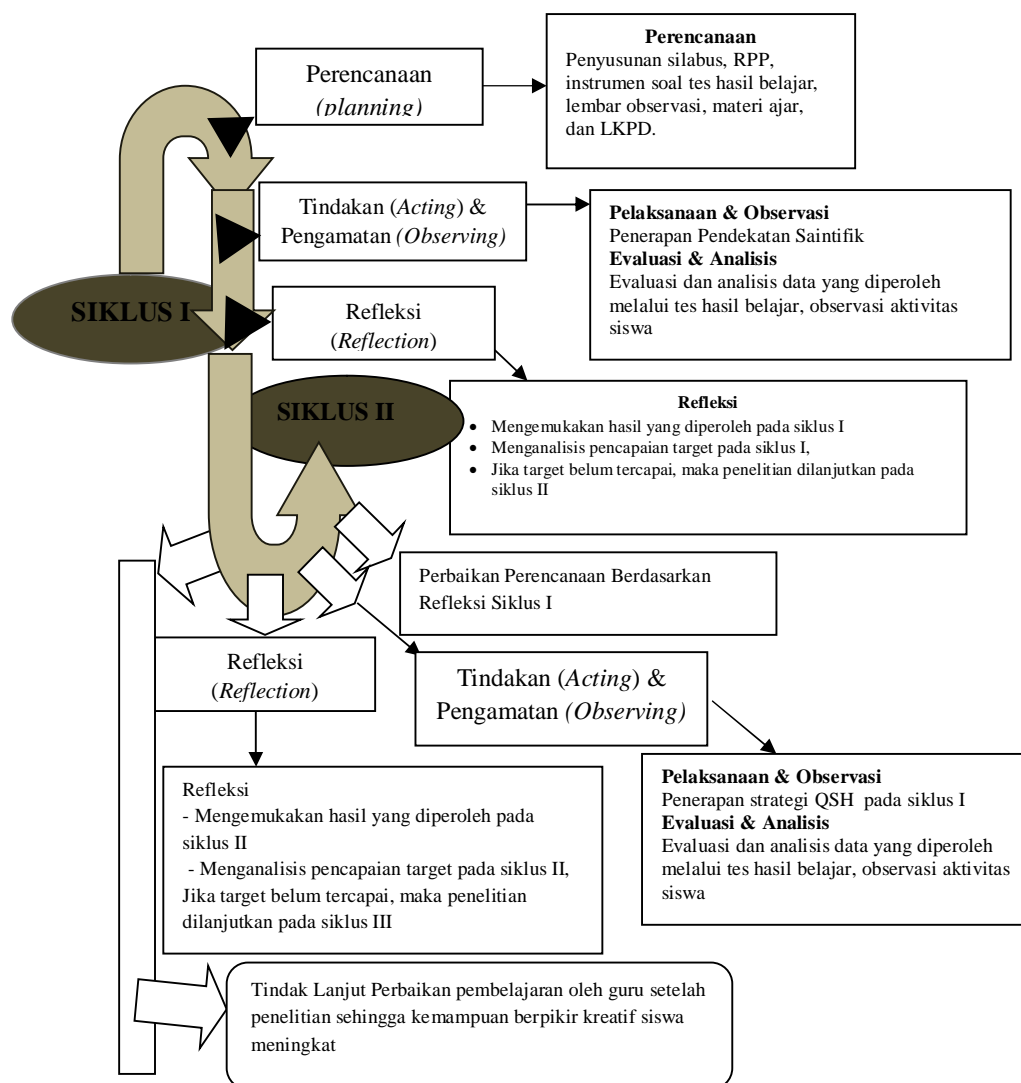 Perencanaan
(planning)
Perencanaan
Penyusunan silabus, RPP,
instrumen soal tes hasil belajar,
lembar observasi, materi ajar,
dan LKPD.
Tindakan (Acting) &
Pengamatan (Observing)
Pelaksanaan & Observasi
Penerapan Pendekatan Saintifik
Evaluasi & Analisis
Evaluasi dan analisis data yang diperoleh
melalui tes hasil belajar, observasi aktivitas
siswa
SIKLUS I
Refleksi
(Reflection)
SIKLUS II
Refleksi
• Mengemukakan hasil yang diperoleh pada siklus I
• Menganalisis pencapaian target pada siklus I,
• Jika target belum tercapai, maka penelitian dilanjutkan pada
siklus II
Perbaikan Perencanaan Berdasarkan
Refleksi Siklus I
Refleksi
(Reflection)
Tindakan (Acting) &
Pengamatan (Observing)
Pelaksanaan & Observasi
Penerapan strategi QSH pada siklus I
Evaluasi & Analisis
Evaluasi dan analisis data yang diperoleh
melalui tes hasil belajar, observasi aktivitas
siswa
Refleksi
- Mengemukakan hasil yang diperoleh pada
siklus II
- Menganalisis pencapaian target pada siklus II,
Jika target belum tercapai, maka penelitian
dilanjutkan pada siklus III
Tindak Lanjut Perbaikan pembelajaran oleh guru setelah
penelitian sehingga kemampuan berpikir kreatif siswa
meningkat